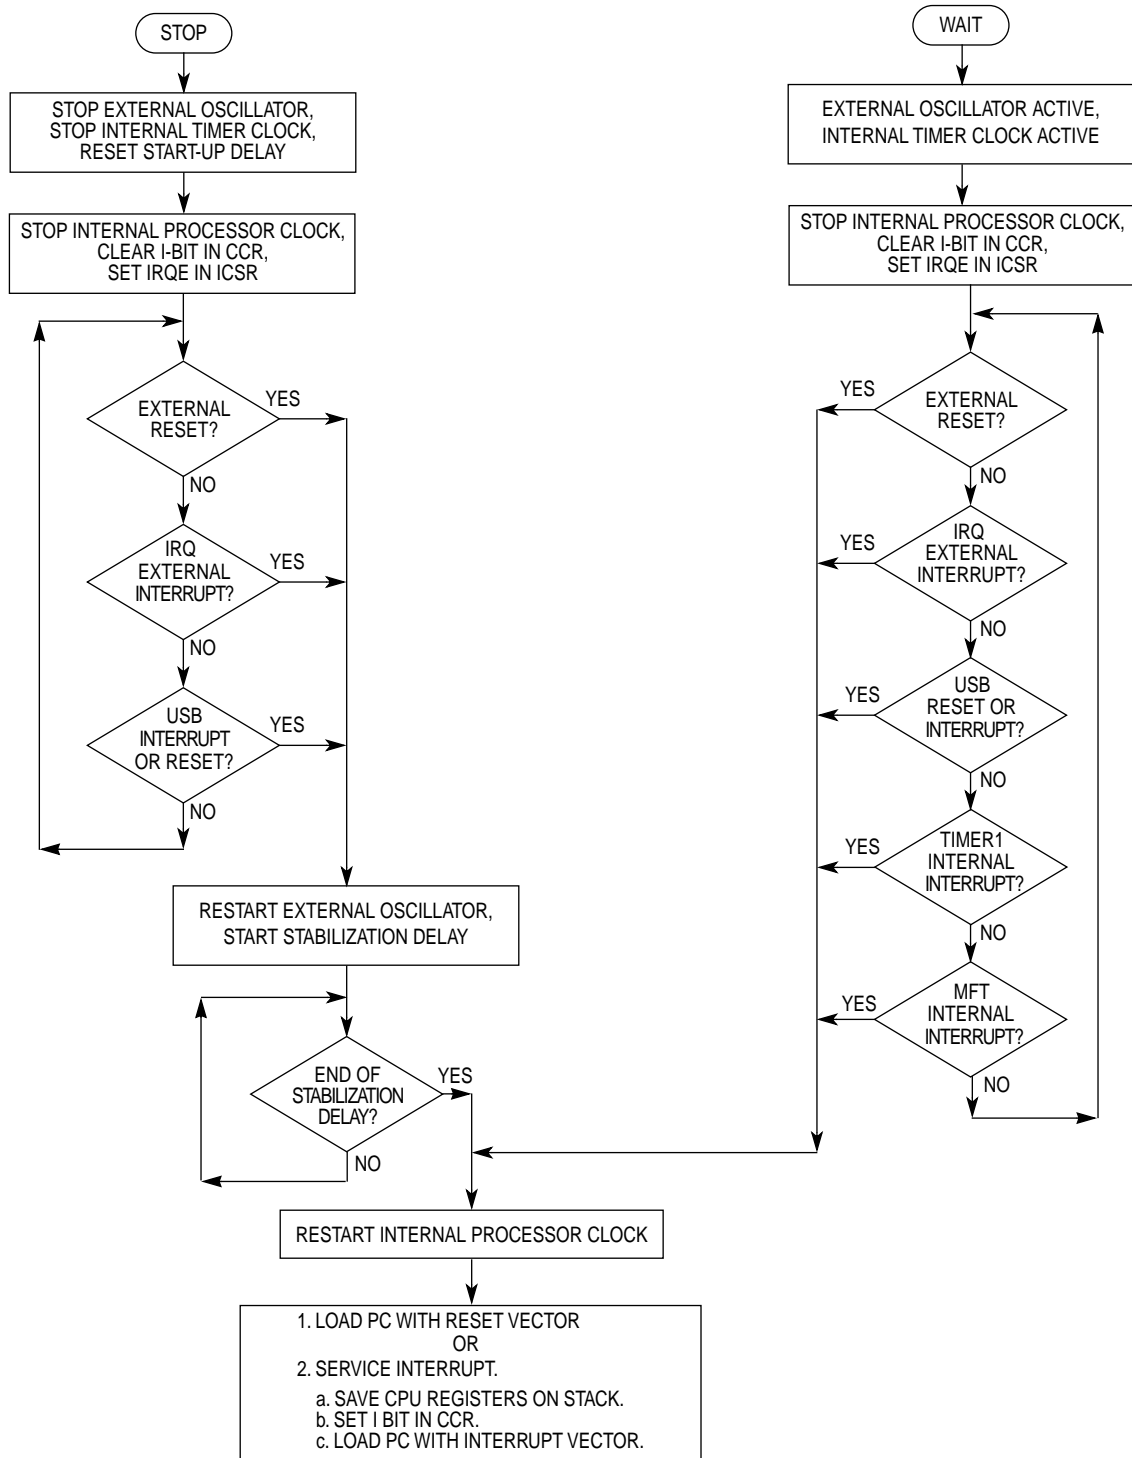 STOP
STOP EXTERNAL OSCILLATOR,
STOP INTERNAL TIMER CLOCK,
RESET START-UP DELAY
STOP INTERNAL PROCESSOR CLOCK,
CLEAR I-BIT IN CCR,
SET IRQE IN ICSR
EXTERNAL
RESET?
YES
NO
IRQ
EXTERNAL
INTERRUPT?
YES
NO
USB
INTERRUPT
OR RESET?
YES
NO
RESTART EXTERNAL OSCILLATOR,
START STABILIZATION DELAY
END OF
STABILIZATION
DELAY?
YES
NO
WAIT
EXTERNAL OSCILLATOR ACTIVE,
INTERNAL TIMER CLOCK ACTIVE
STOP INTERNAL PROCESSOR CLOCK,
CLEAR I-BIT IN CCR,
SET IRQE IN ICSR
YES
EXTERNAL
RESET?
NO
YES
IRQ
EXTERNAL
INTERRUPT?
NO
YES
USB
RESET OR
INTERRUPT?
NO
YES
TIMER1
INTERNAL
INTERRUPT?
NO
YES
MFT
INTERNAL
INTERRUPT?
NO
RESTART INTERNAL PROCESSOR CLOCK
1. LOAD PC WITH RESET VECTOR
OR
2. SERVICE INTERRUPT.
a. SAVE CPU REGISTERS ON STACK.
b. SET I BIT IN CCR.
c. LOAD PC WITH INTERRUPT VECTOR.